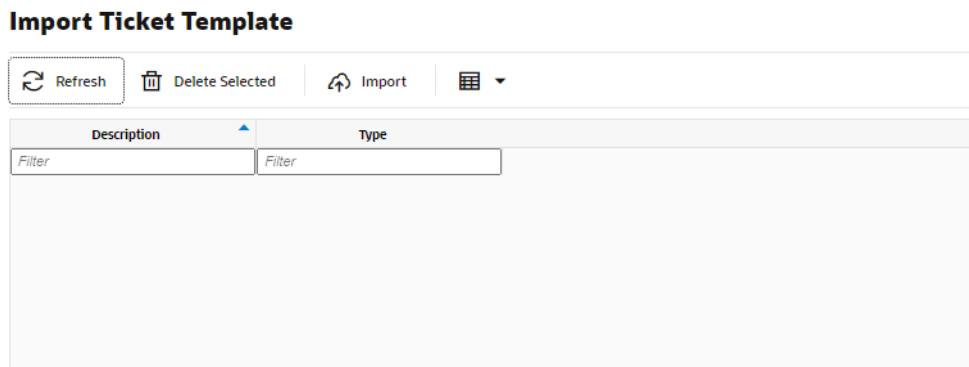 Import Ticket Template
Refresh Delete Selected Import
Description Type
Filter Filter